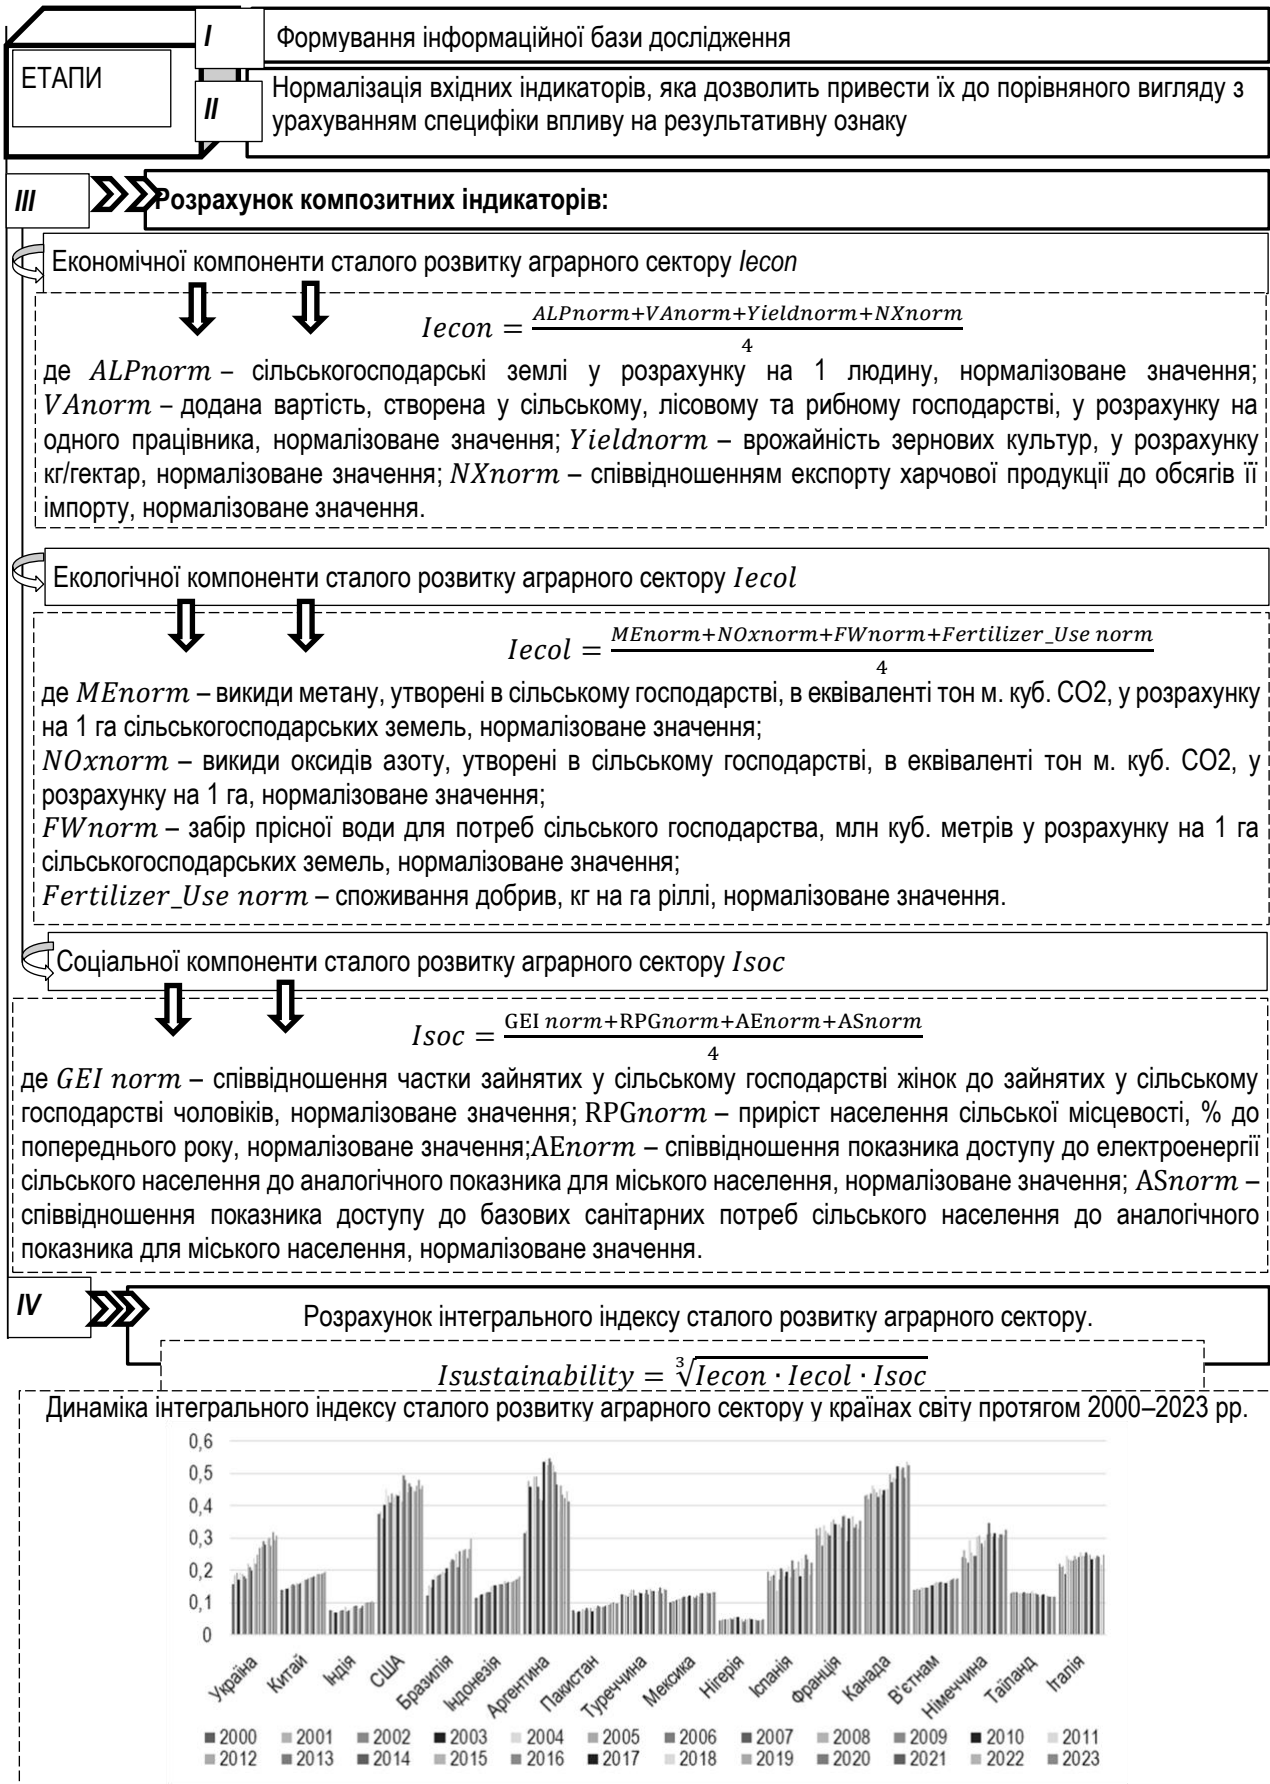 ЕТАПИ
I
Формування інформаційної бази дослідження
II
Нормалізація вхідних індикаторів, яка дозволить привести їх до порівняного вигляду з
урахуванням специфіки впливу на результативну ознаку
III
Розрахунок композитних індикаторів:
Економічної компоненти сталого розвитку аграрного сектору Iecon
Iecon = (ALPnorm+VAnorm+Yieldnorm+NXnorm)/4
де ALPnorm – сільськогосподарські землі у розрахунку на 1 людину, нормалізоване значення;
VAnorm – додана вартість, створена у сільському, лісовому та рибному господарстві, у розрахунку на
одного працівника, нормалізоване значення; Yieldnorm – врожайність зернових культур, у розрахунку
кг/гектар, нормалізоване значення; NXnorm – співвідношенням експорту харчової продукції до обсягів її
імпорту, нормалізоване значення.
Екологічної компоненти сталого розвитку аграрного сектору Iecol
Iecol = (MEnorm+NOxnorm+FWnorm+Fertilizer_Use norm)/4
де MEnorm – викиди метану, утворені в сільському господарстві, в еквіваленті тон м. куб. СО2, у розрахунку
на 1 га сільськогосподарських земель, нормалізоване значення;
NOxnorm – викиди оксидів азоту, утворені в сільському господарстві, в еквіваленті тон м. куб. СО2, у
розрахунку на 1 га, нормалізоване значення;
FWnorm – забір прісної води для потреб сільського господарства, млн куб. метрів у розрахунку на 1 га
сільськогосподарських земель, нормалізоване значення;
Fertilizer_Use norm – споживання добрив, кг на га ріллі, нормалізоване значення.
Соціальної компоненти сталого розвитку аграрного сектору Isoc
Isoc = (GEI norm+RPGnorm+AEnorm+ASnorm)/4
де GEI norm – співвідношення частки зайнятих у сільському господарстві жінок до зайнятих у сільському
господарстві чоловіків, нормалізоване значення; RPGnorm – приріст населення сільської місцевості, % до
попереднього року, нормалізоване значення;AEnorm – співвідношення показника доступу до електроенергії
сільського населення до аналогічного показника для міського населення, нормалізоване значення; ASnorm –
співвідношення показника доступу до базових санітарних потреб сільського населення до аналогічного
показника для міського населення, нормалізоване значення.
IV
Розрахунок інтегрального індексу сталого розвитку аграрного сектору.
Isustainability = ∛(Iecon · Iecol · Isoc)
Динаміка інтегрального індексу сталого розвитку аграрного сектору у країнах світу протягом 2000–2023 рр.
0,6
0,5
0,4
0,3
0,2
0,1
0
Україна Китай Індія США Бразилія Індонезія Аргентина Пакистан Туреччина Мексика Нігерія Іспанія Франція Канада В'єтнам Німеччина Таїланд Італія
2000 2001 2002 2003 2004 2005 2006 2007 2008 2009 2010 2011
2012 2013 2014 2015 2016 2017 2018 2019 2020 2021 2022 2023